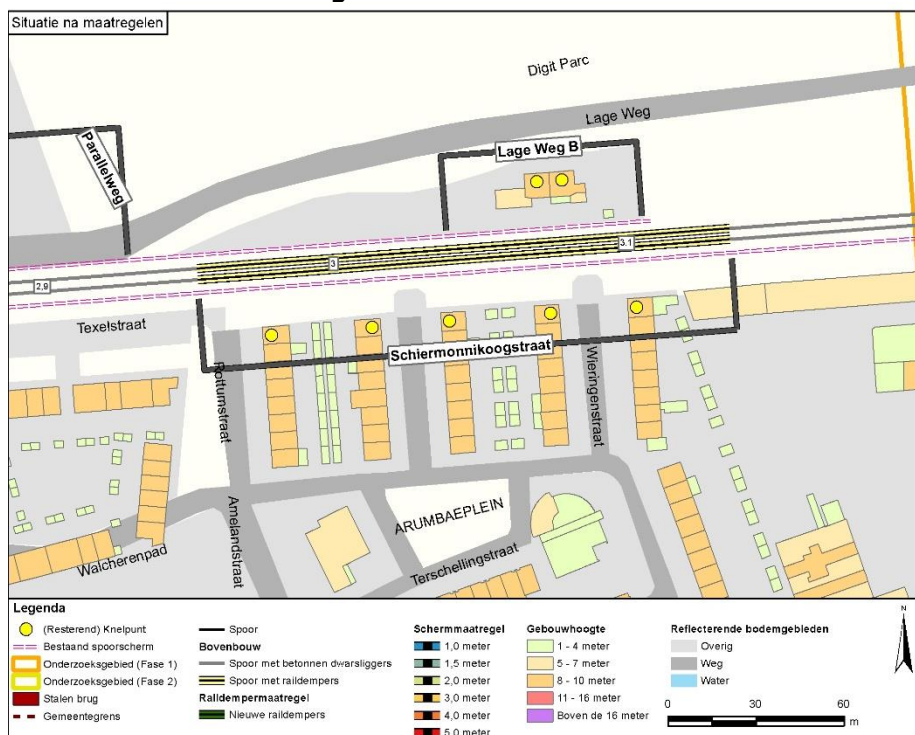 Situatie na maatregelen
Digit Parc
Lage Weg
Parallelweg
Lage Weg B
3.1
3
2,9
Texelstraat
Schiermonnikoogstraat
Rottumstraat
Wieringenstraat
Amelandstraat
ARUMBAEPLEIN
Walcherenpad
Terschellingstraat
Legenda
(Resterend) Knelpunt
Bestaand spoorscherm
Onderzoeksgebied (Fase 1)
Onderzoeksgebied (Fase 2)
Stalen brug
Gemeentegrens
Spoor
Bovenbouw
Spoor met betonnen dwarsliggers
Spoor met raildempers
Raildempermaatregel
Nieuwe raildempers
Schermmaatregel
1,0 meter
1,5 meter
2,0 meter
3,0 meter
4,0 meter
5,0 meter
Gebouwhoogte
1 - 4 meter
5 - 7 meter
8 - 10 meter
11 - 16 meter
Boven de 16 meter
Reflecterende bodemgebieden
Overig
Weg
Water
N
0 30 60
m